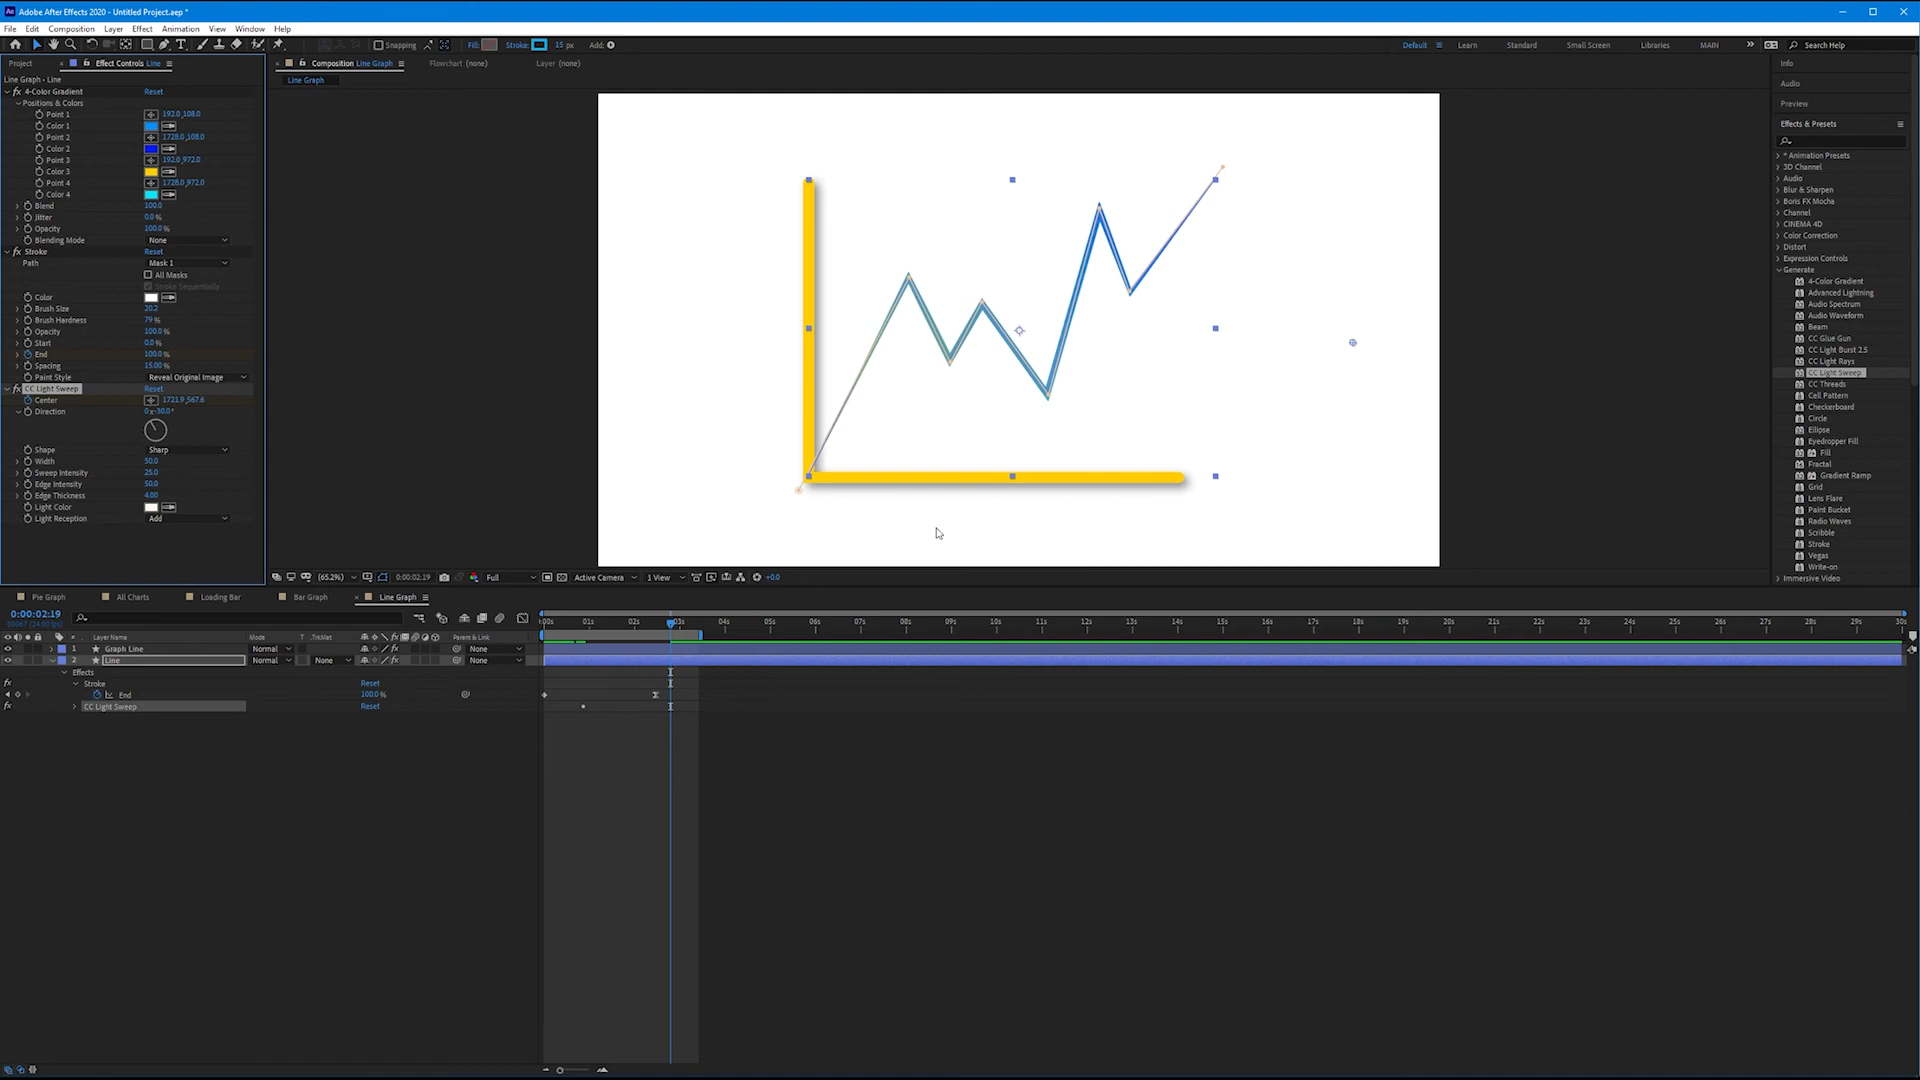 Adobe After Effects 2020 - Untitled Project.aep *
File Edit Composition Layer Effect Animation View Window Help
Snapping Fill: Stroke: 15 px Add: Default Learn Standard Small Screen Libraries MAIN Search Help
Project Effect Controls Line
Line Graph · Line
4-Color Gradient Reset
Positions & Colors
Point 1 192.0,108.0
Color 1
Point 2 1728.0,108.0
Color 2
Point 3 192.0,972.0
Color 3
Point 4 1728.0,972.0
Color 4
Blend 100.0
Jitter 0.0 %
Opacity 100.0 %
Blending Mode None
Stroke Reset
Path Mask 1
All Masks
Stroke Sequentially
Color
Brush Size 20.2
Brush Hardness 79 %
Opacity 100.0 %
Start 0.0 %
End 100.0 %
Spacing 15.00 %
Paint Style Reveal Original Image
CC Light Sweep Reset
Center 1721.9,567.6
Direction 0x-30.0°
Shape Sharp
Width 50.0
Sweep Intensity 25.0
Edge Intensity 50.0
Edge Thickness 4.00
Light Color
Light Reception Add
Composition Line Graph Flowchart (none) Layer (none)
Line Graph
(65.2%) 0:00:02:19 Full Active Camera 1 View +0.0
Info
Audio
Preview
Effects & Presets
* Animation Presets
3D Channel
Audio
Blur & Sharpen
Boris FX Mocha
Channel
CINEMA 4D
Color Correction
Distort
Expression Controls
Generate
4-Color Gradient
Advanced Lightning
Audio Spectrum
Audio Waveform
Beam
CC Glue Gun
CC Light Burst 2.5
CC Light Rays
CC Light Sweep
CC Threads
Cell Pattern
Checkerboard
Circle
Ellipse
Eyedropper Fill
Fill
Fractal
Gradient Ramp
Grid
Lens Flare
Paint Bucket
Radio Waves
Scribble
Stroke
Vegas
Write-on
Immersive Video
Pie Graph All Charts Loading Bar Bar Graph Line Graph
0:00:02:19
00067 (24.00 fps)
:00s 01s 02s 03s 04s 05s 06s 07s 08s 09s 10s 11s 12s 13s 14s 15s 16s 17s 18s 19s 20s 21s 22s 23s 24s 25s 26s 27s 28s 29s 30s
# Layer Name Mode T .TrkMat Parent & Link
1 Graph Line Normal None
2 Line Normal None None
Effects
Stroke Reset
End 100.0 %
CC Light Sweep Reset